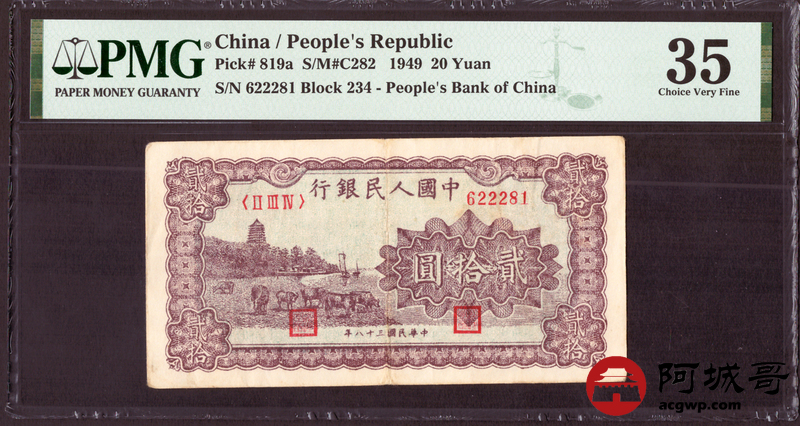 PMG®
PAPER MONEY GUARANTY
China / People's Republic
Pick# 819a S/M#C282 1949 20 Yuan
S/N 622281 Block 234 - People's Bank of China
35
Choice Very Fine
貳拾
貳拾
行銀民人國中
〈II III IV〉
622281
圓拾貳
年八十三國民華中
貳拾
貳拾
阿城哥
acgwp.com